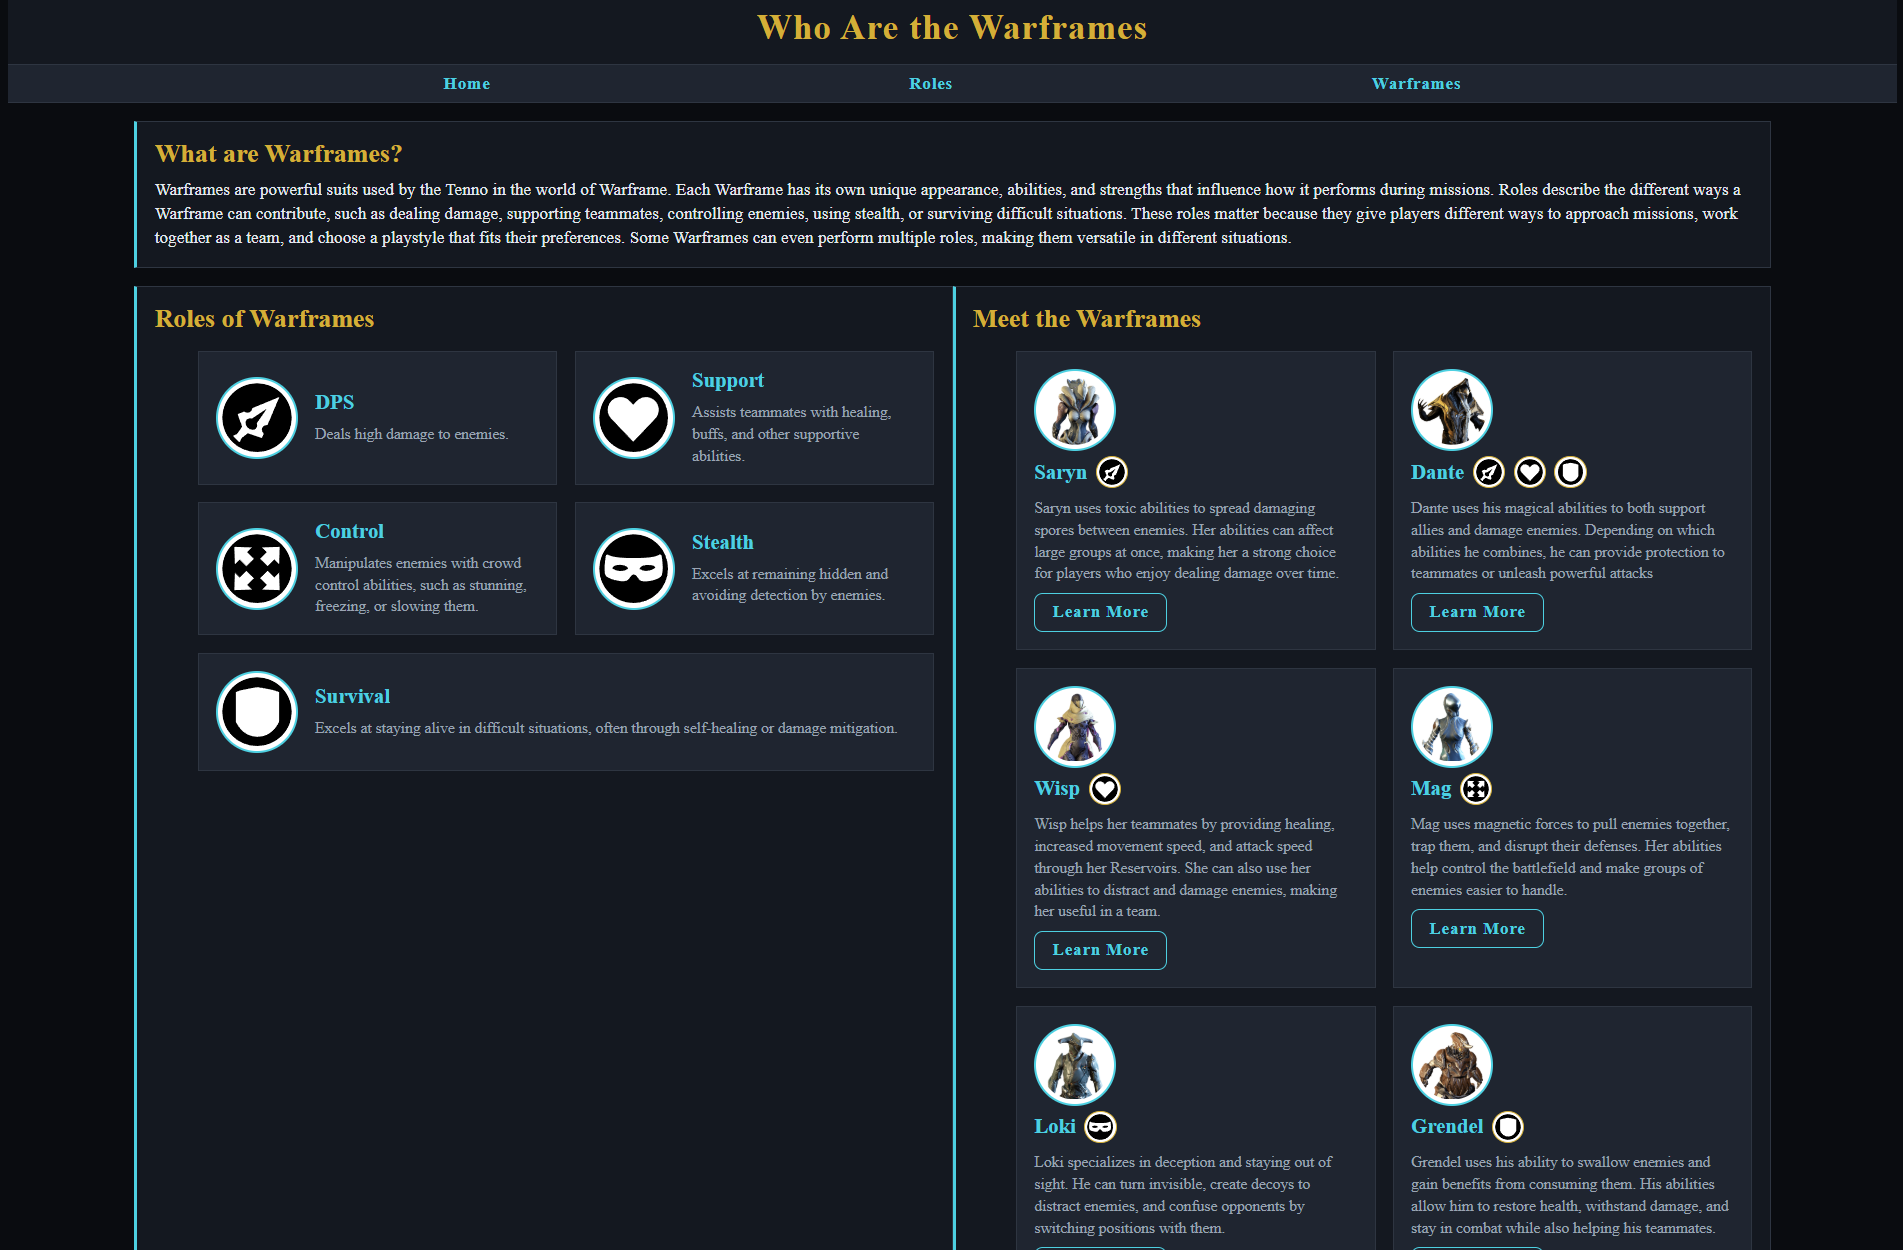 Who Are the Warframes
Home
Roles
Warframes
What are Warframes?
Warframes are powerful suits used by the Tenno in the world of Warframe. Each Warframe has its own unique appearance, abilities, and strengths that influence how it performs during missions. Roles describe the different ways a
Warframe can contribute, such as dealing damage, supporting teammates, controlling enemies, using stealth, or surviving difficult situations. These roles matter because they give players different ways to approach missions, work
together as a team, and choose a playstyle that fits their preferences. Some Warframes can even perform multiple roles, making them versatile in different situations.
Roles of Warframes
DPS
Deals high damage to enemies.
Support
Assists teammates with healing,
buffs, and other supportive
abilities.
Control
Manipulates enemies with crowd
control abilities, such as stunning,
freezing, or slowing them.
Stealth
Excels at remaining hidden and
avoiding detection by enemies.
Survival
Excels at staying alive in difficult situations, often through self-healing or damage mitigation.
Meet the Warframes
Saryn
Saryn uses toxic abilities to spread damaging
spores between enemies. Her abilities can affect
large groups at once, making her a strong choice
for players who enjoy dealing damage over time.
Learn More
Dante
Dante uses his magical abilities to both support
allies and damage enemies. Depending on which
abilities he combines, he can provide protection to
teammates or unleash powerful attacks
Learn More
Wisp
Wisp helps her teammates by providing healing,
increased movement speed, and attack speed
through her Reservoirs. She can also use her
abilities to distract and damage enemies, making
her useful in a team.
Learn More
Mag
Mag uses magnetic forces to pull enemies together,
trap them, and disrupt their defenses. Her abilities
help control the battlefield and make groups of
enemies easier to handle.
Learn More
Loki
Loki specializes in deception and staying out of
sight. He can turn invisible, create decoys to
distract enemies, and confuse opponents by
switching positions with them.
Grendel
Grendel uses his ability to swallow enemies and
gain benefits from consuming them. His abilities
allow him to restore health, withstand damage, and
stay in combat while also helping his teammates.